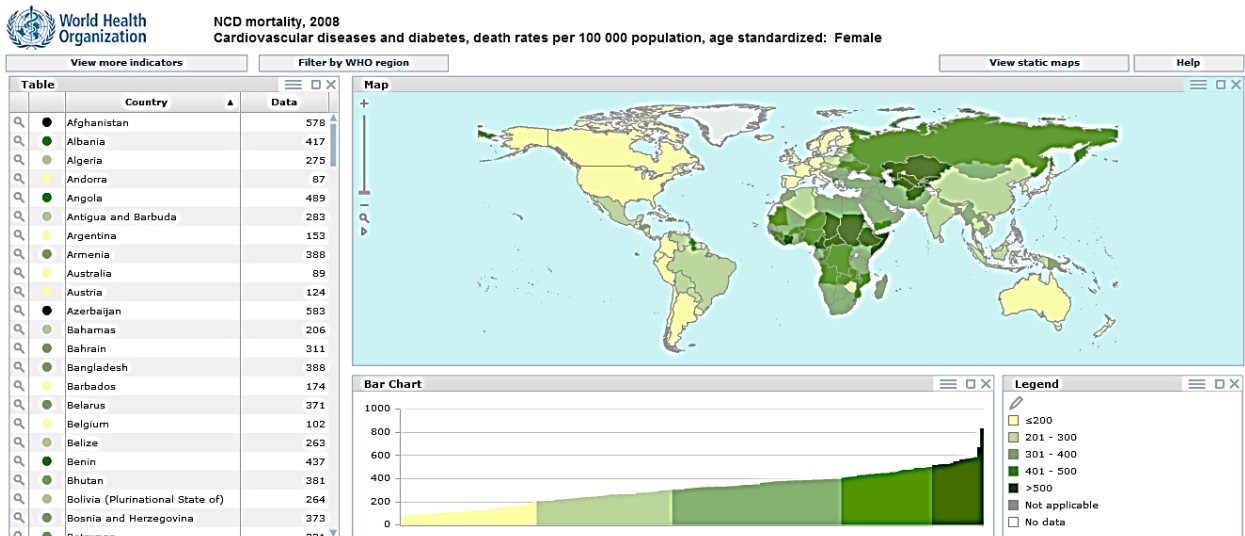 World Health
Organization
NCD mortality, 2008
Cardiovascular diseases and diabetes, death rates per 100 000 population, age standardized: Female
View more indicators
Filter by WHO region
View static maps
Help
Table
Country ▲ Data
Afghanistan 578
Albania 417
Algeria 275
Andorra 87
Angola 489
Antigua and Barbuda 283
Argentina 153
Armenia 388
Australia 89
Austria 124
Azerbaijan 583
Bahamas 206
Bahrain 311
Bangladesh 388
Barbados 174
Belarus 371
Belgium 102
Belize 263
Benin 437
Bhutan 381
Bolivia (Plurinational State of) 264
Bosnia and Herzegovina 373
Map
Bar Chart
1000
800
600
400
200
0
Legend
≤200
201 - 300
301 - 400
401 - 500
>500
Not applicable
No data